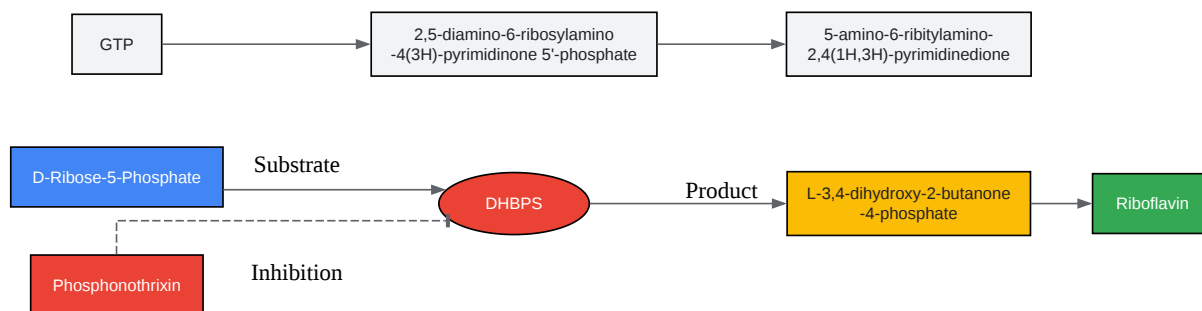 GTP
2,5-diamino-6-ribosylamino
-4(3H)-pyrimidinone 5'-phosphate
5-amino-6-ribitylamino-
2,4(1H,3H)-pyrimidinedione
D-Ribose-5-Phosphate
Substrate
DHBPS
Product
L-3,4-dihydroxy-2-butanone
-4-phosphate
Riboflavin
Phosphonothrixin
Inhibition